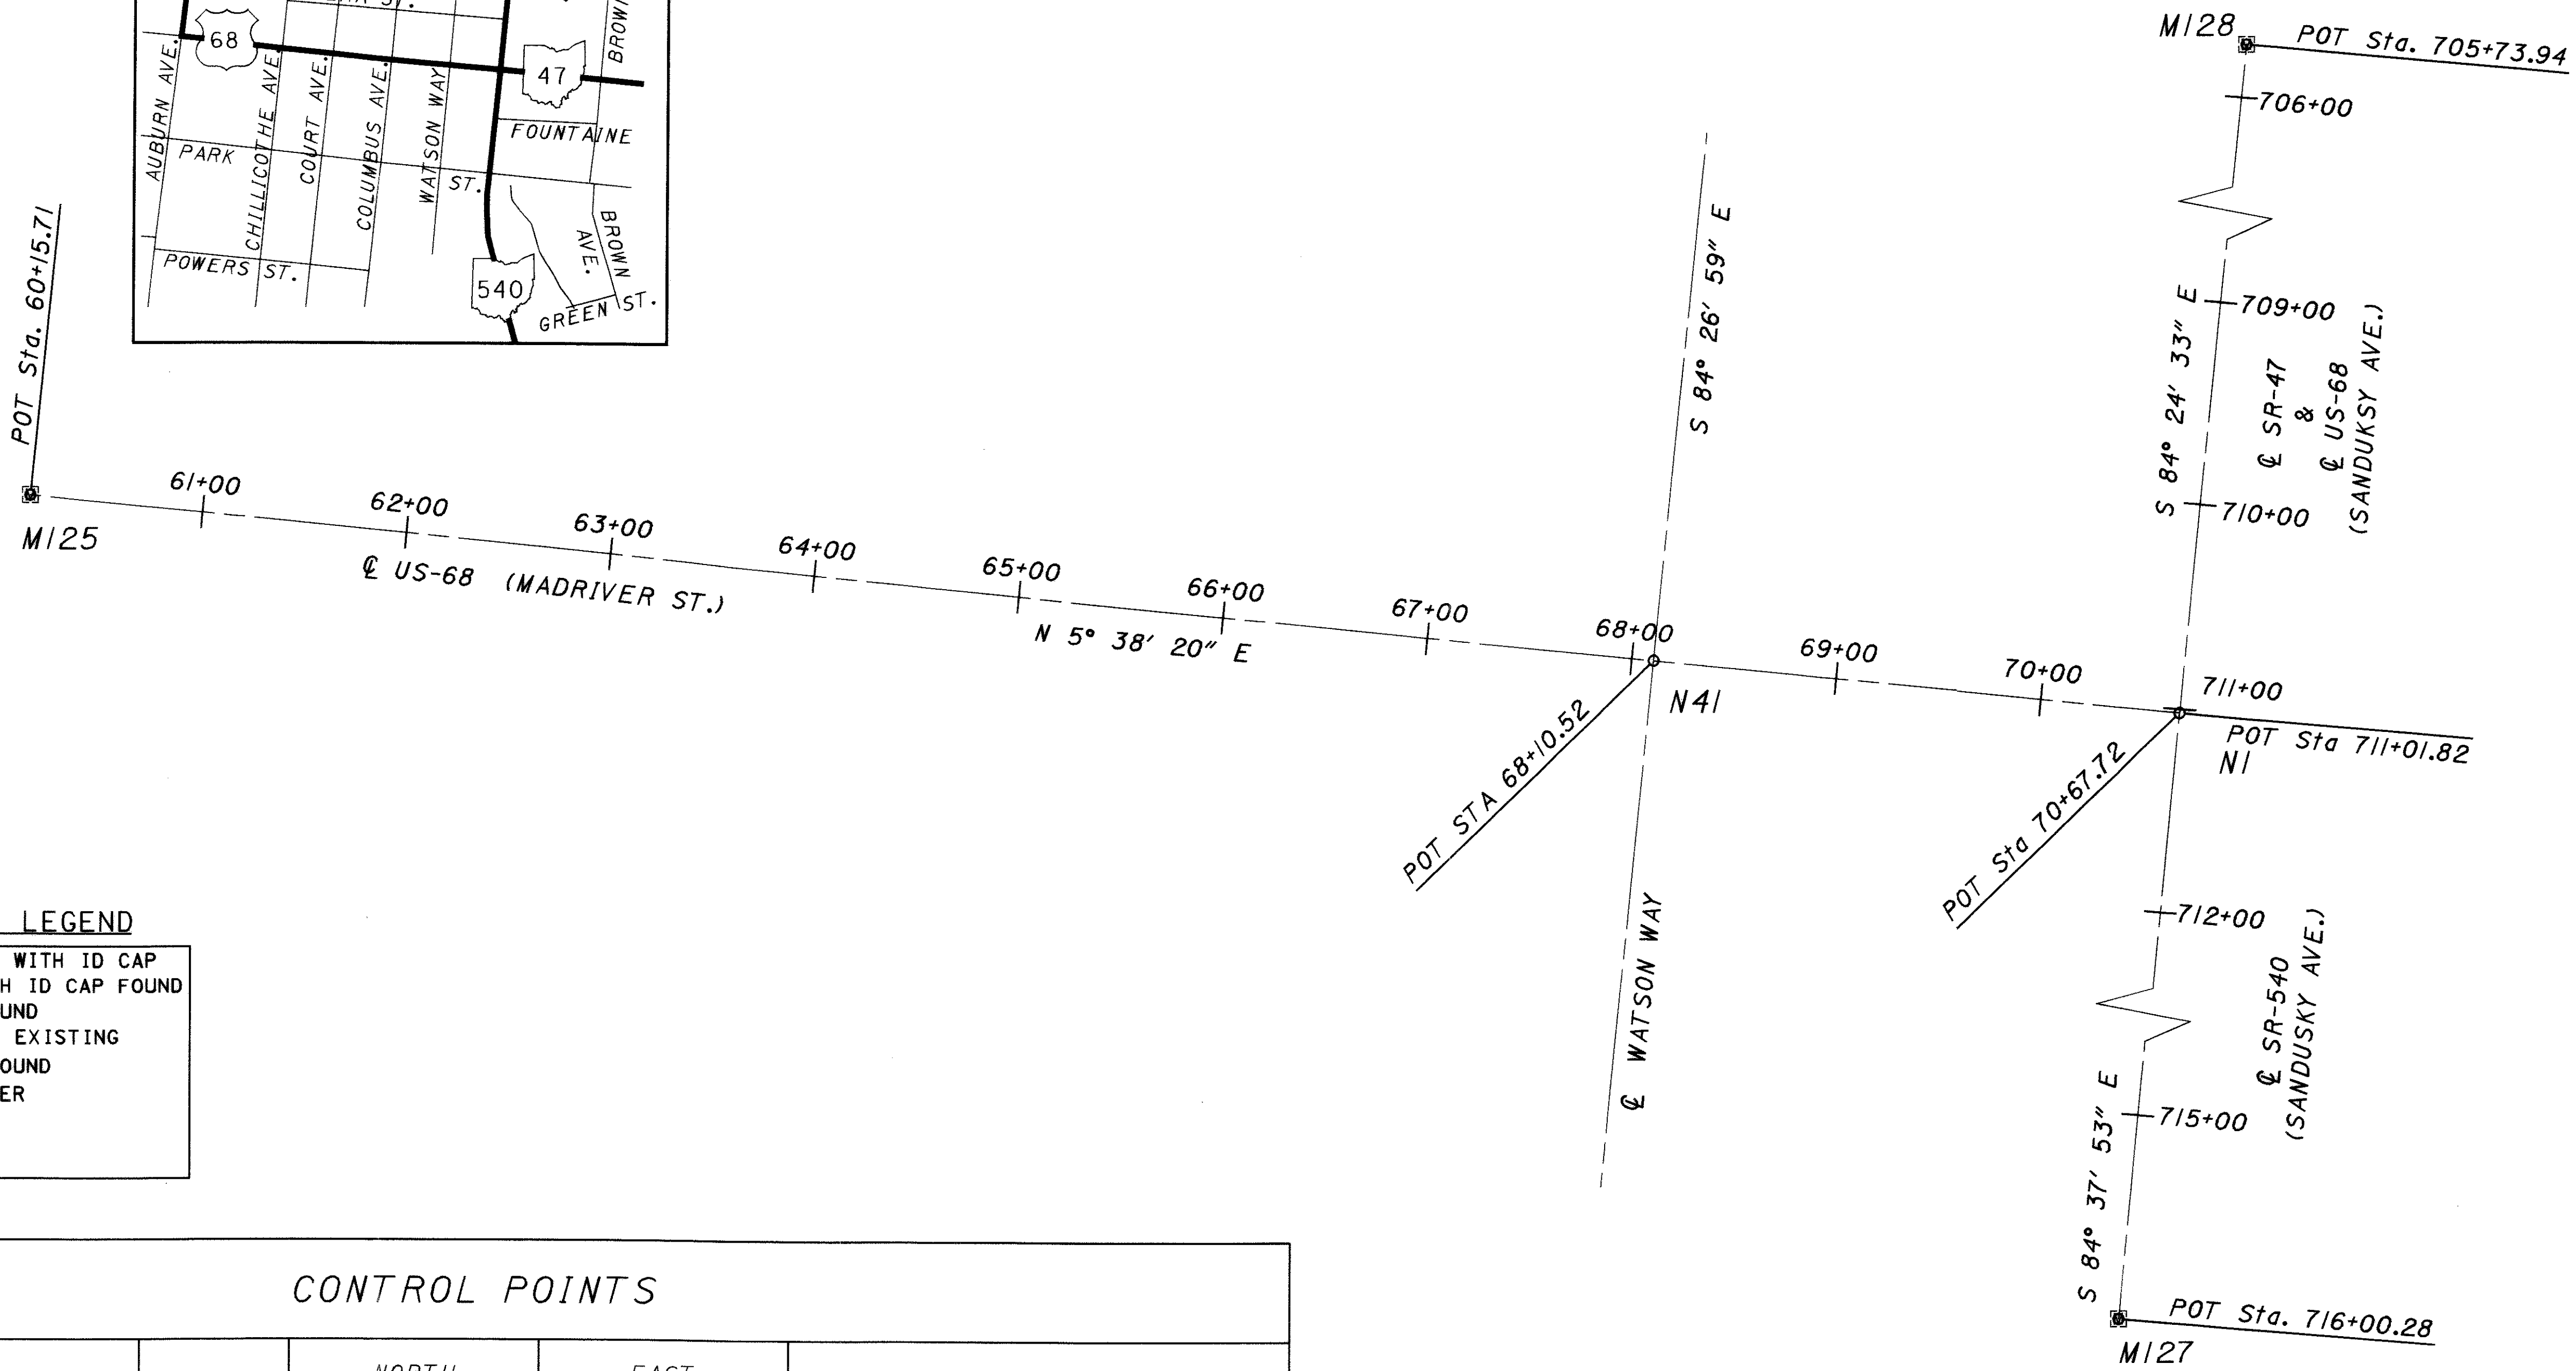 68
47
BROWN
AUBURN AVE.
CHILLICOTHE AVE.
COURT AVE.
COLUMBUS AVE.
WATSON WAY
FOUNTAINE
PARK
ST.
BROWN
AVE.
POWERS ST.
540
GREEN ST.
POT Sta. 60+15.71
M125
61+00
62+00
63+00
64+00
65+00
66+00
67+00
68+00
69+00
70+00
℄ US-68 (MADRIVER ST.)
N 5° 38' 20" E
S 84° 26' 59" E
N41
POT STA 68+10.52
℄ WATSON WAY
M128
POT Sta. 705+73.94
706+00
709+00
S 84° 24' 33" E
℄ SR-47
&
℄ US-68
(SANDUKSY AVE.)
710+00
711+00
POT Sta 711+01.82
N1
POT Sta 70+67.72
712+00
℄ SR-540
(SANDUSKY AVE.)
715+00
S 84° 37' 53" E
POT Sta. 716+00.28
M127
LEGEND
WITH ID CAP
H ID CAP FOUND
UND
EXISTING
OUND
ER
CONTROL POINTS
NORTH
EAST